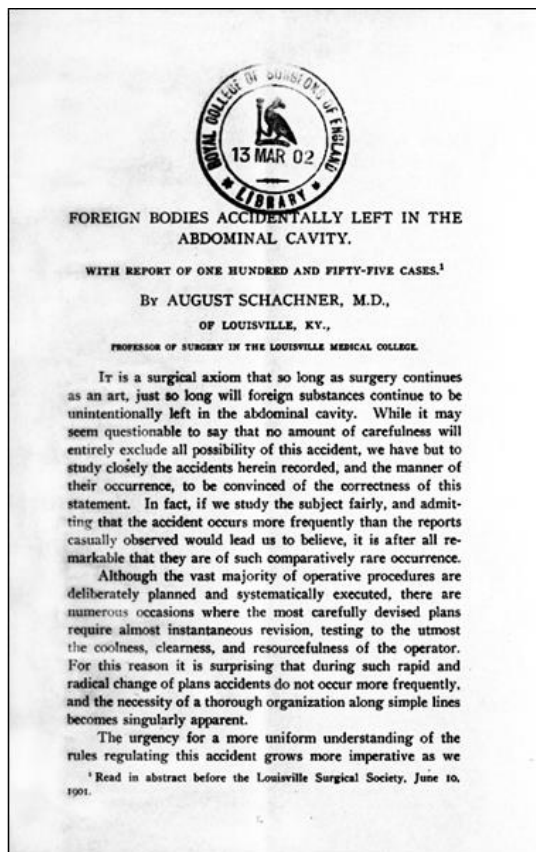 ROYAL COLLEGE OF SURGEONS OF ENGLAND
13 MAR 02
LIBRARY
FOREIGN BODIES ACCIDENTALLY LEFT IN THE
ABDOMINAL CAVITY.
WITH REPORT OF ONE HUNDRED AND FIFTY-FIVE CASES.¹
BY AUGUST SCHACHNER, M.D.,
OF LOUISVILLE, KY.,
PROFESSOR OF SURGERY IN THE LOUISVILLE MEDICAL COLLEGE.
IT is a surgical axiom that so long as surgery continues
as an art, just so long will foreign substances continue to be
unintentionally left in the abdominal cavity. While it may
seem questionable to say that no amount of carefulness will
entirely exclude all possibility of this accident, we have but to
study closely the accidents herein recorded, and the manner of
their occurrence, to be convinced of the correctness of this
statement. In fact, if we study the subject fairly, and admit-
ting that the accident occurs more frequently than the reports
casually observed would lead us to believe, it is after all re-
markable that they are of such comparatively rare occurrence.
Although the vast majority of operative procedures are
deliberately planned and systematically executed, there are
numerous occasions where the most carefully devised plans
require almost instantaneous revision, testing to the utmost
the coolness, clearness, and resourcefulness of the operator.
For this reason it is surprising that during such rapid and
radical change of plans accidents do not occur more frequently,
and the necessity of a thorough organization along simple lines
becomes singularly apparent.
The urgency for a more uniform understanding of the
rules regulating this accident grows more imperative as we
¹ Read in abstract before the Louisville Surgical Society, June 10,
1901.